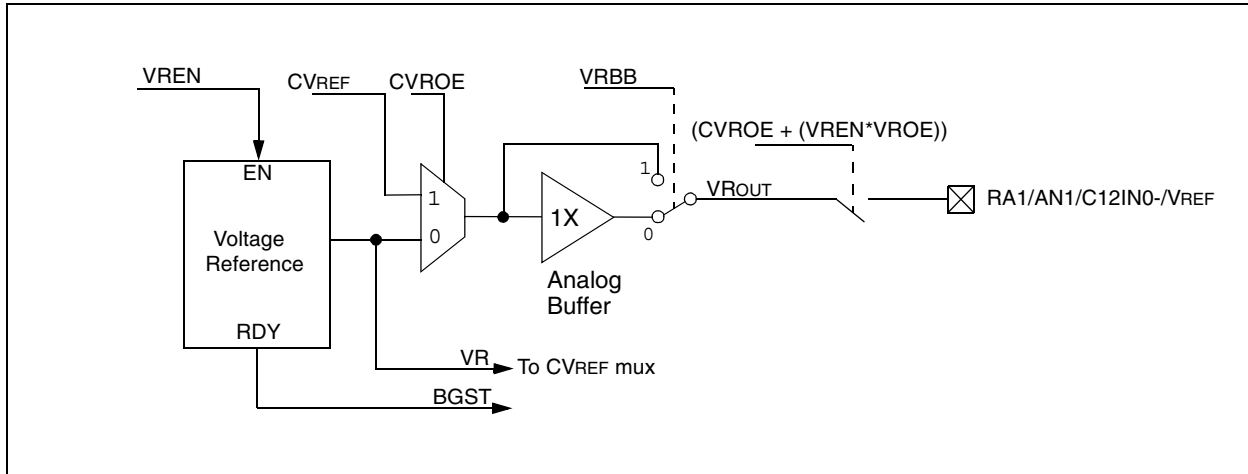 VREN
CVREF
CVROE
VRBB
(CVROE + (VREN*VROE))
EN
1
1
0
Voltage
Reference
1X
0
VROUT
RA1/AN1/C12IN0-/VREF
Analog
Buffer
RDY
VR
To CVREF mux
BGST